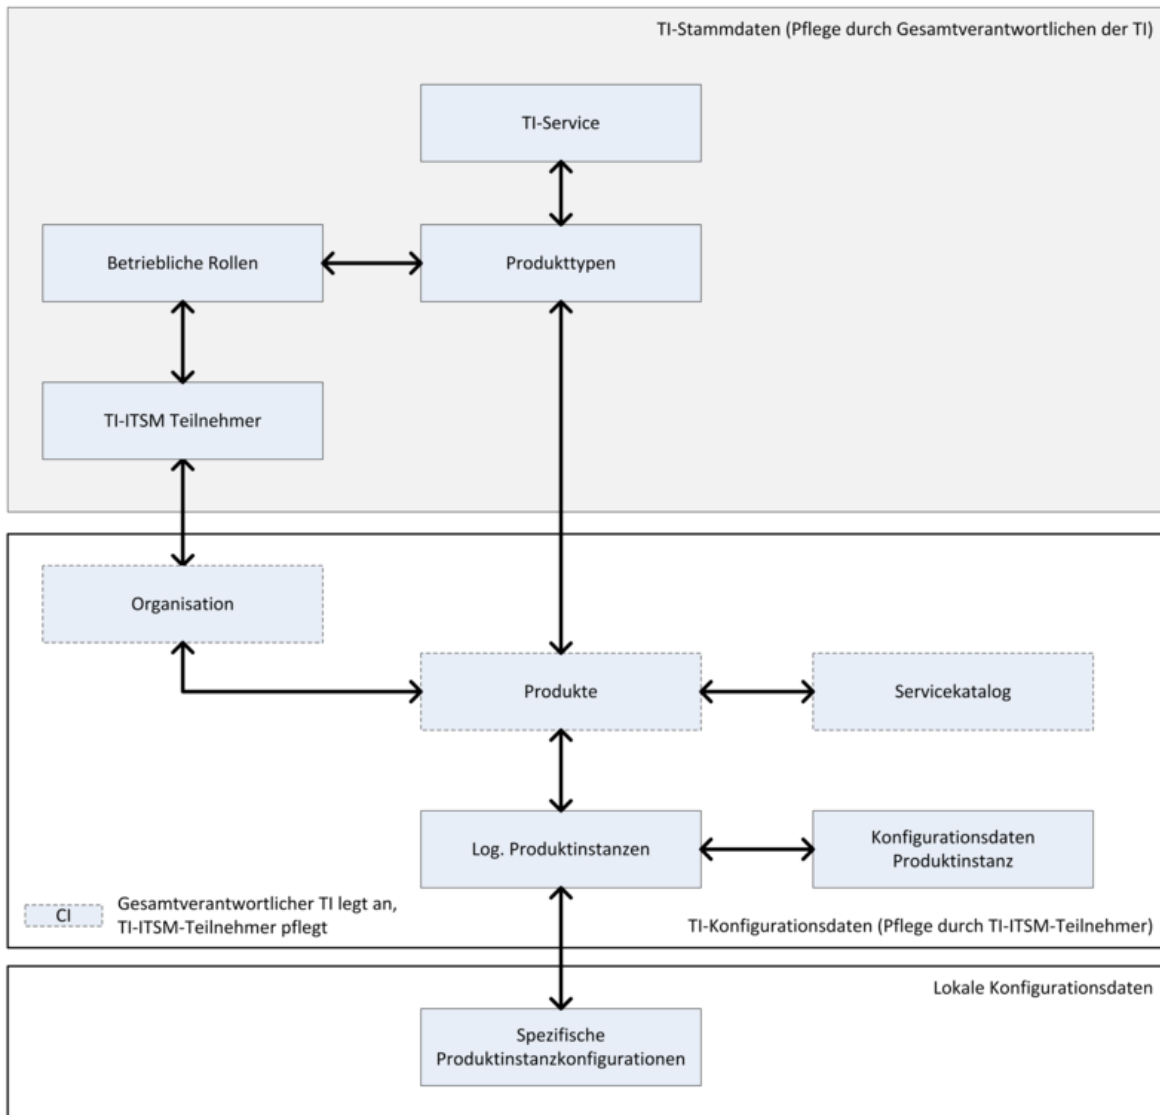 TI-Stammdaten (Pflege durch Gesamtverantwortlichen der TI)
TI-Service
Betriebliche Rollen
Produkttypen
TI-ITSM Teilnehmer
Organisation
Produkte
Servicekatalog
Log. Produktinstanzen
Konfigurationsdaten
Produktinstanz
CI
Gesamtverantwortlicher TI legt an,
TI-ITSM-Teilnehmer pflegt
TI-Konfigurationsdaten (Pflege durch TI-ITSM-Teilnehmer)
Lokale Konfigurationsdaten
Spezifische
Produktinstanzkonfigurationen